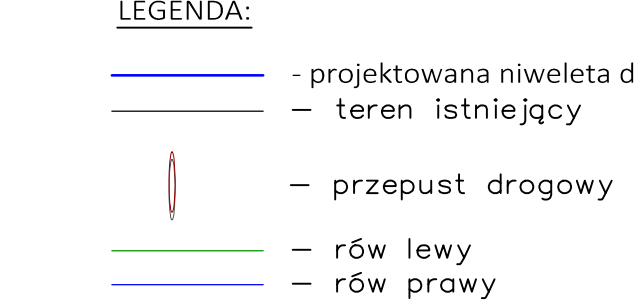 LEGENDA:
- projektowana niweleta d
- teren istniejący
- przepust drogowy
- rów lewy
- rów prawy